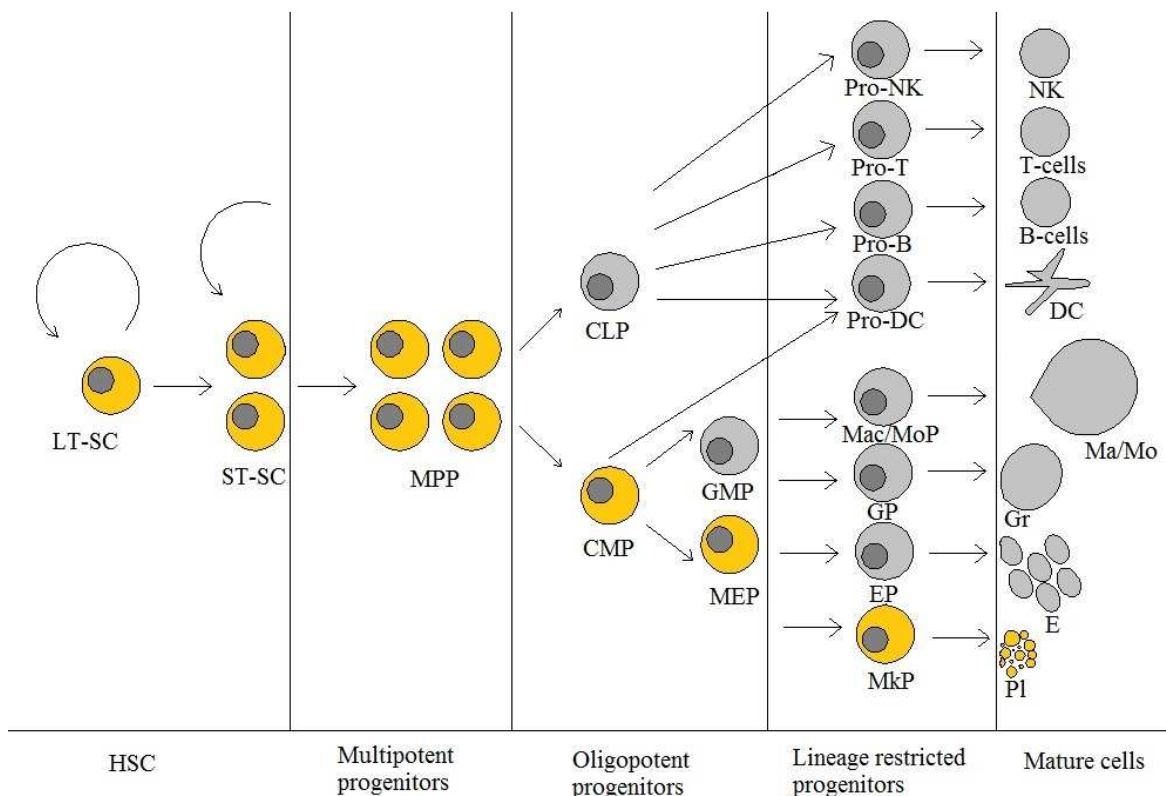 Pro-NK
NK
Pro-T
T-cells
Pro-B
B-cells
CLP
Pro-DC
DC
LT-SC
ST-SC
MPP
Mac/MoP
Ma/Mo
GMP
GP
Gr
CMP
MEP
EP
E
MkP
Pl
HSC
Multipotent
progenitors
Oligopotent
progenitors
Lineage restricted
progenitors
Mature cells